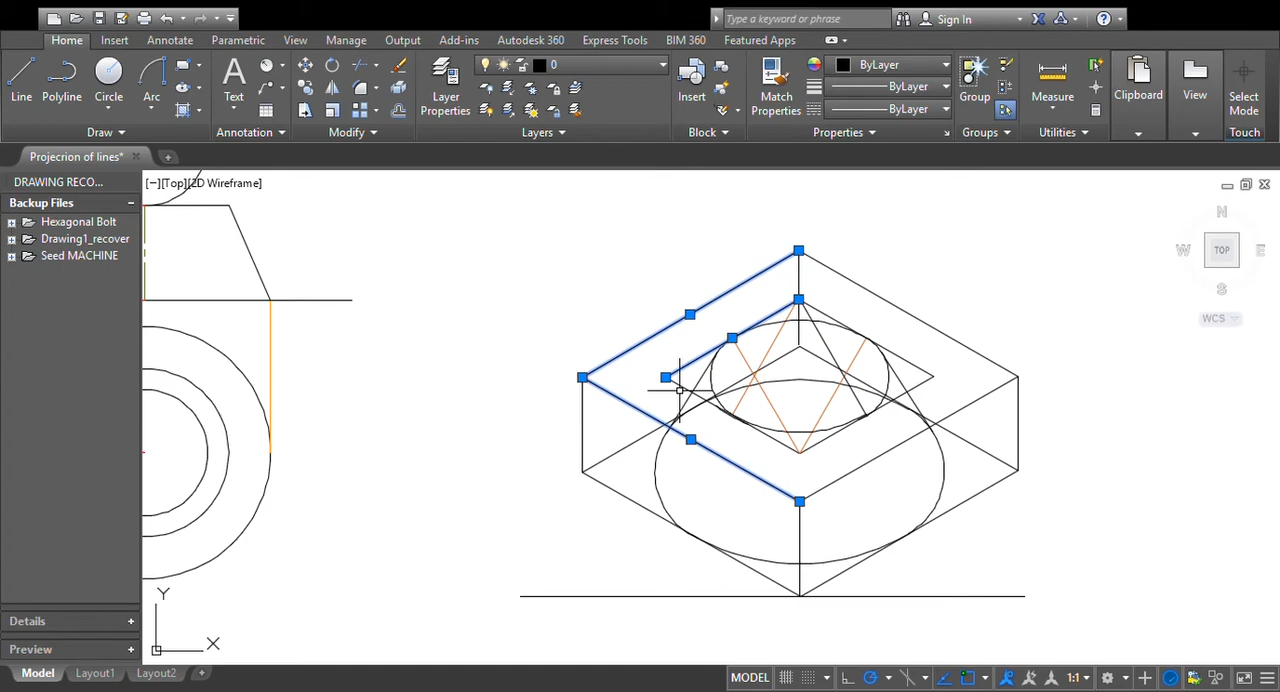 Type a keyword or phrase
Sign In
Home Insert Annotate Parametric View Manage Output Add-ins Autodesk 360 Express Tools BIM 360 Featured Apps
0 ByLayer
Line Polyline Circle Arc Text Layer Properties Insert Match Properties ByLayer ByLayer Group Measure Clipboard View Select Mode
Draw Annotation Modify Layers Block Properties Groups Utilities Touch
Projecrion of lines*
DRAWING RECO...
[−][Top][2D Wireframe]
Backup Files
Hexagonal Bolt
Drawing1_recover
Seed MACHINE
N
W TOP E
S
WCS
Y
X
Details
Preview
Model Layout1 Layout2
MODEL 1:1